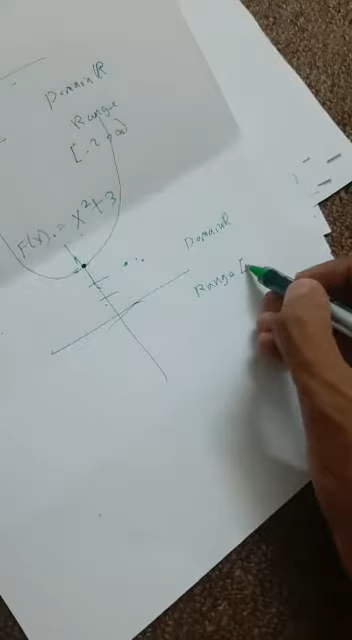 Domain ℝ
Range
[-2, ∞)
F(x) = x²+3
Domain ℝ
Range [